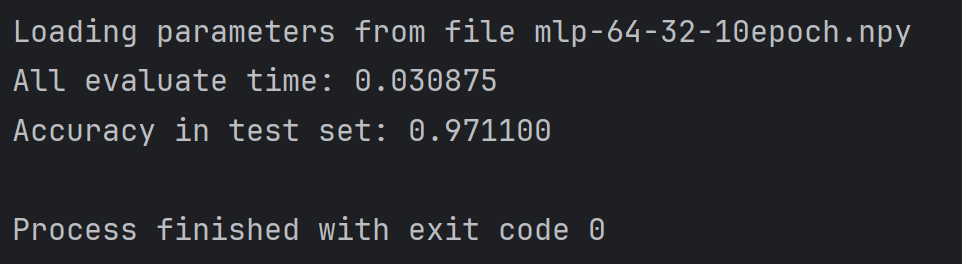 Loading parameters from file mlp-64-32-10epoch.npy
All evaluate time: 0.030875
Accuracy in test set: 0.971100
Process finished with exit code 0